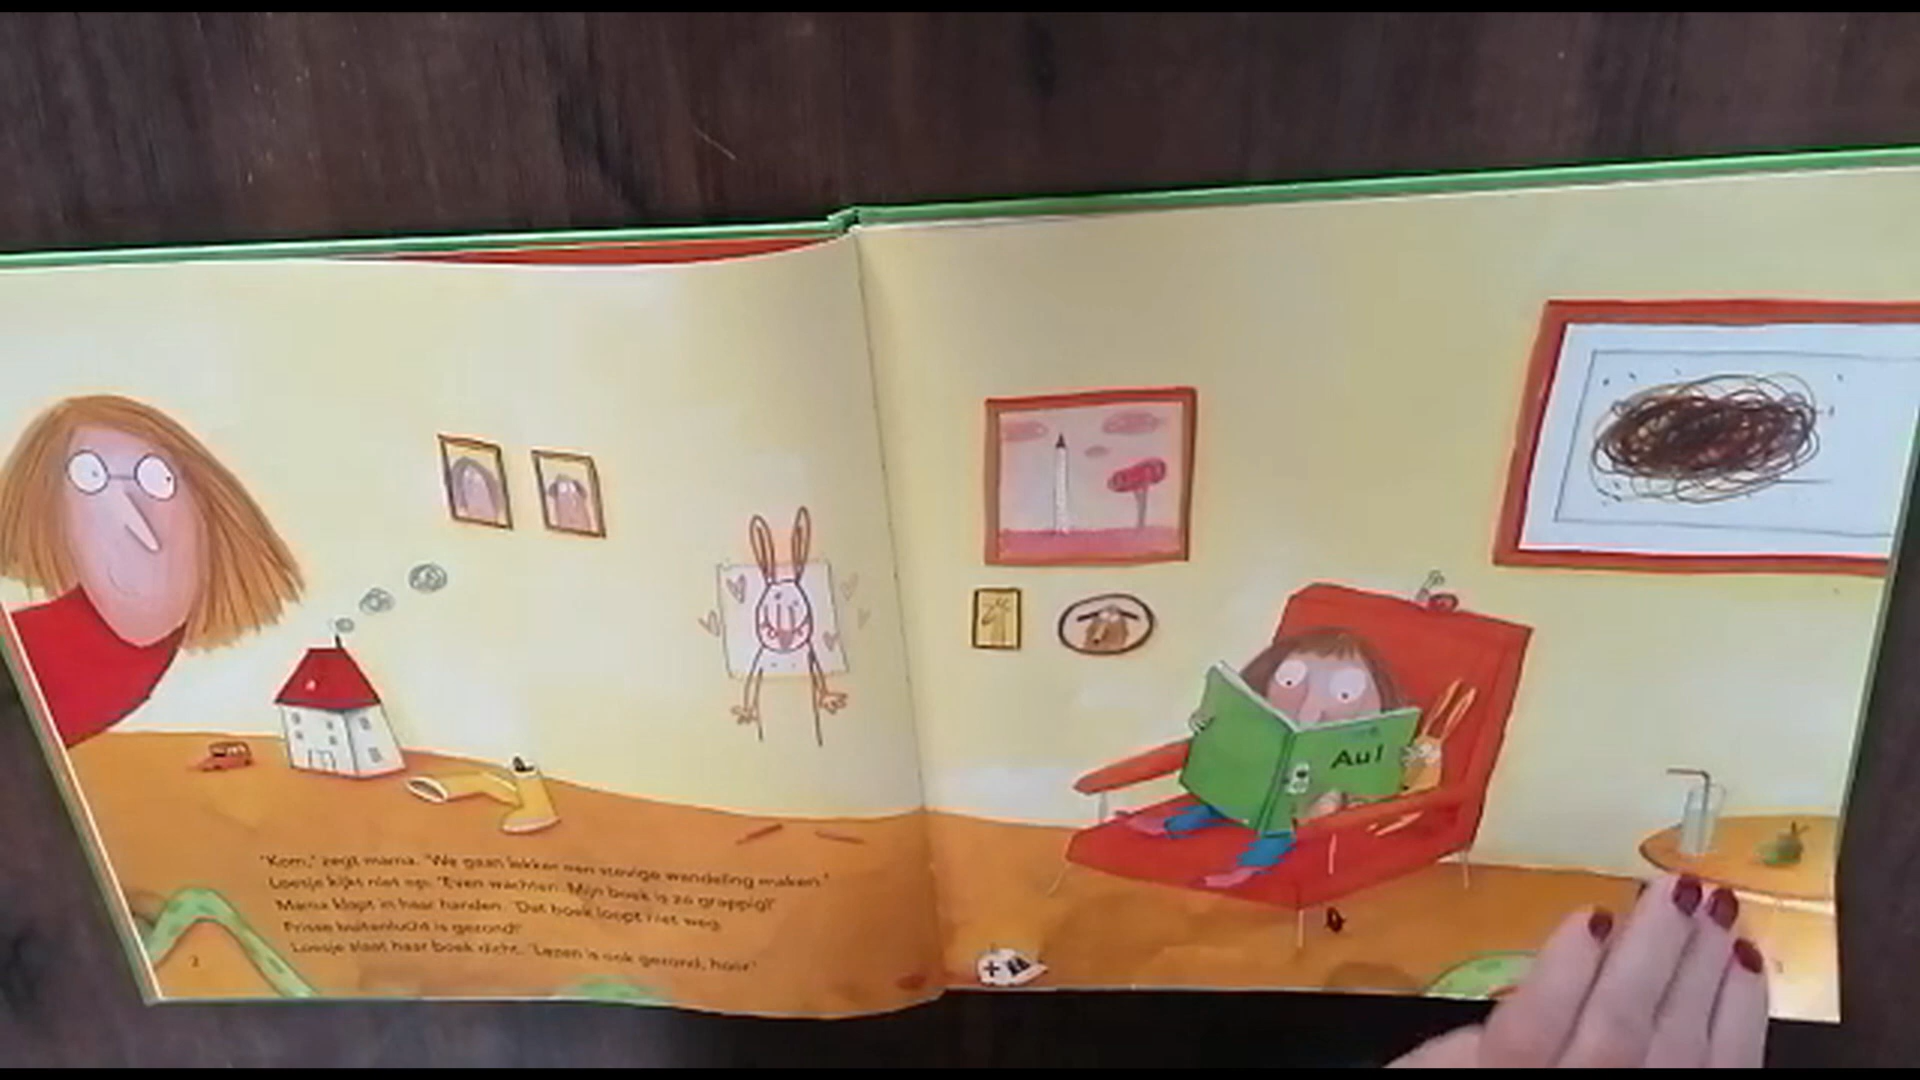 "Kom," zegt mama. "We gaan lekker een stevige wandeling maken."
Loesje kijkt niet op. "Even wachten. Mijn boek is zo grappig!"
Mama klapt in haar handen. "Dat boek loopt niet weg.
Frisse buitenlucht is gezond!"
Loesje slaat haar boek dicht. "Lezen is ook gezond, hoor."
2
Au!